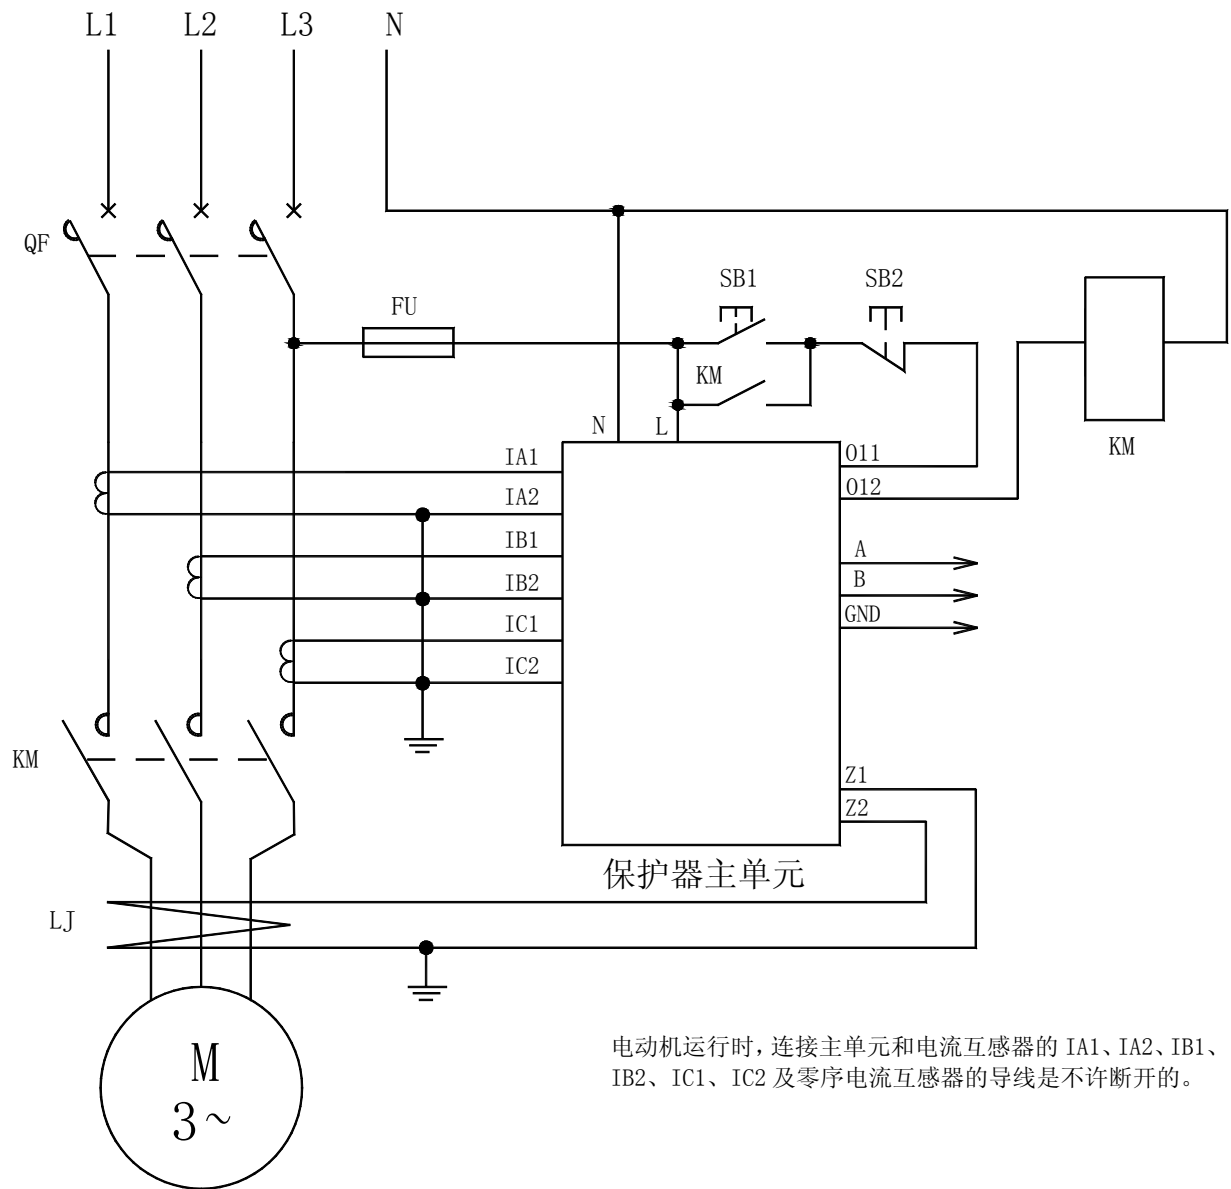 L1 L2 L3 N
QF
FU
SB1 SB2
KM
KM
N L
IA1
IA2
IB1
IB2
IC1
IC2
O11
O12
A
B
GND
KM
Z1
Z2
保护器主单元
LJ
M
3~
电动机运行时,连接主单元和电流互感器的 IA1、IA2、IB1、
IB2、IC1、IC2 及零序电流互感器的导线是不许断开的。